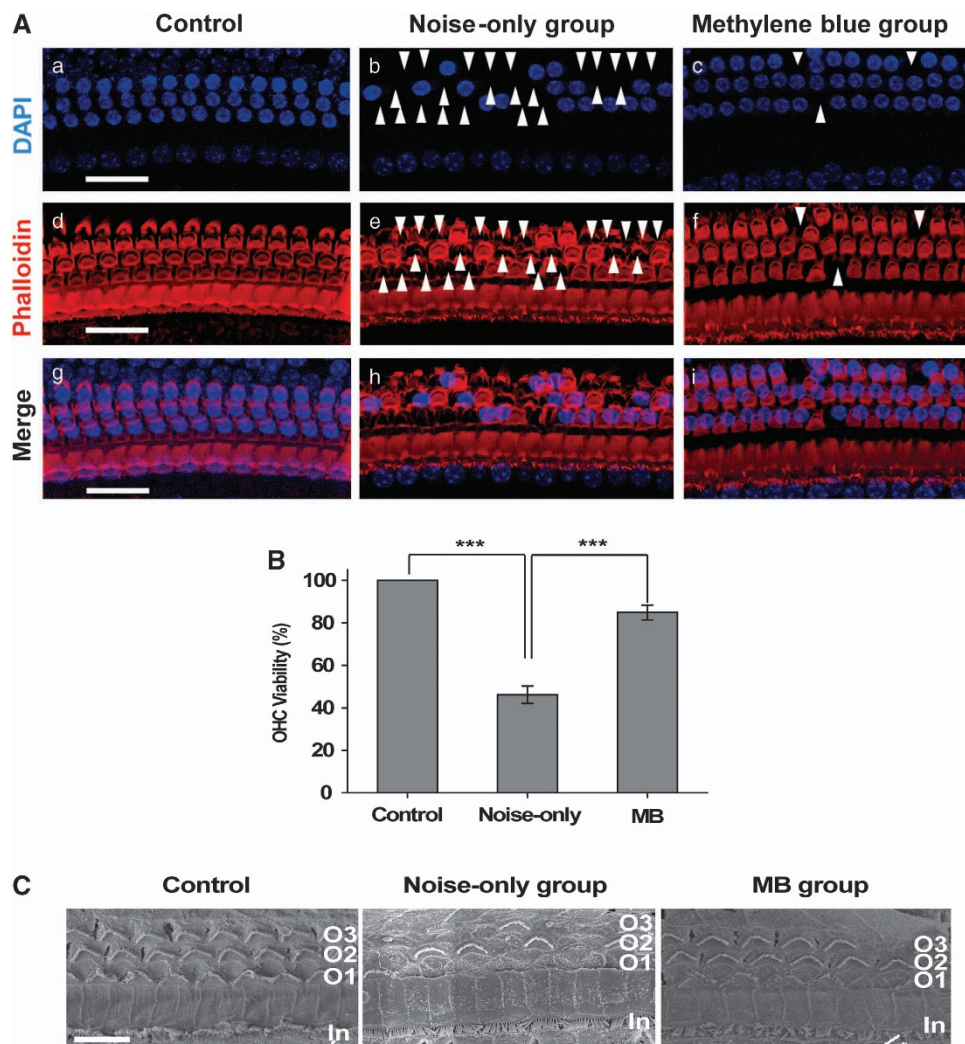 A
Control
Noise-only group
Methylene blue group
DAPI
a
b
c
Phalloidin
d
e
f
Merge
g
h
i
B
***
***
OHC Viability (%)
100
80
60
40
20
0
Control
Noise-only
MB
C
Control
Noise-only group
MB group
O3
O2
O1
In
O3
O2
O1
In
O3
O2
O1
In